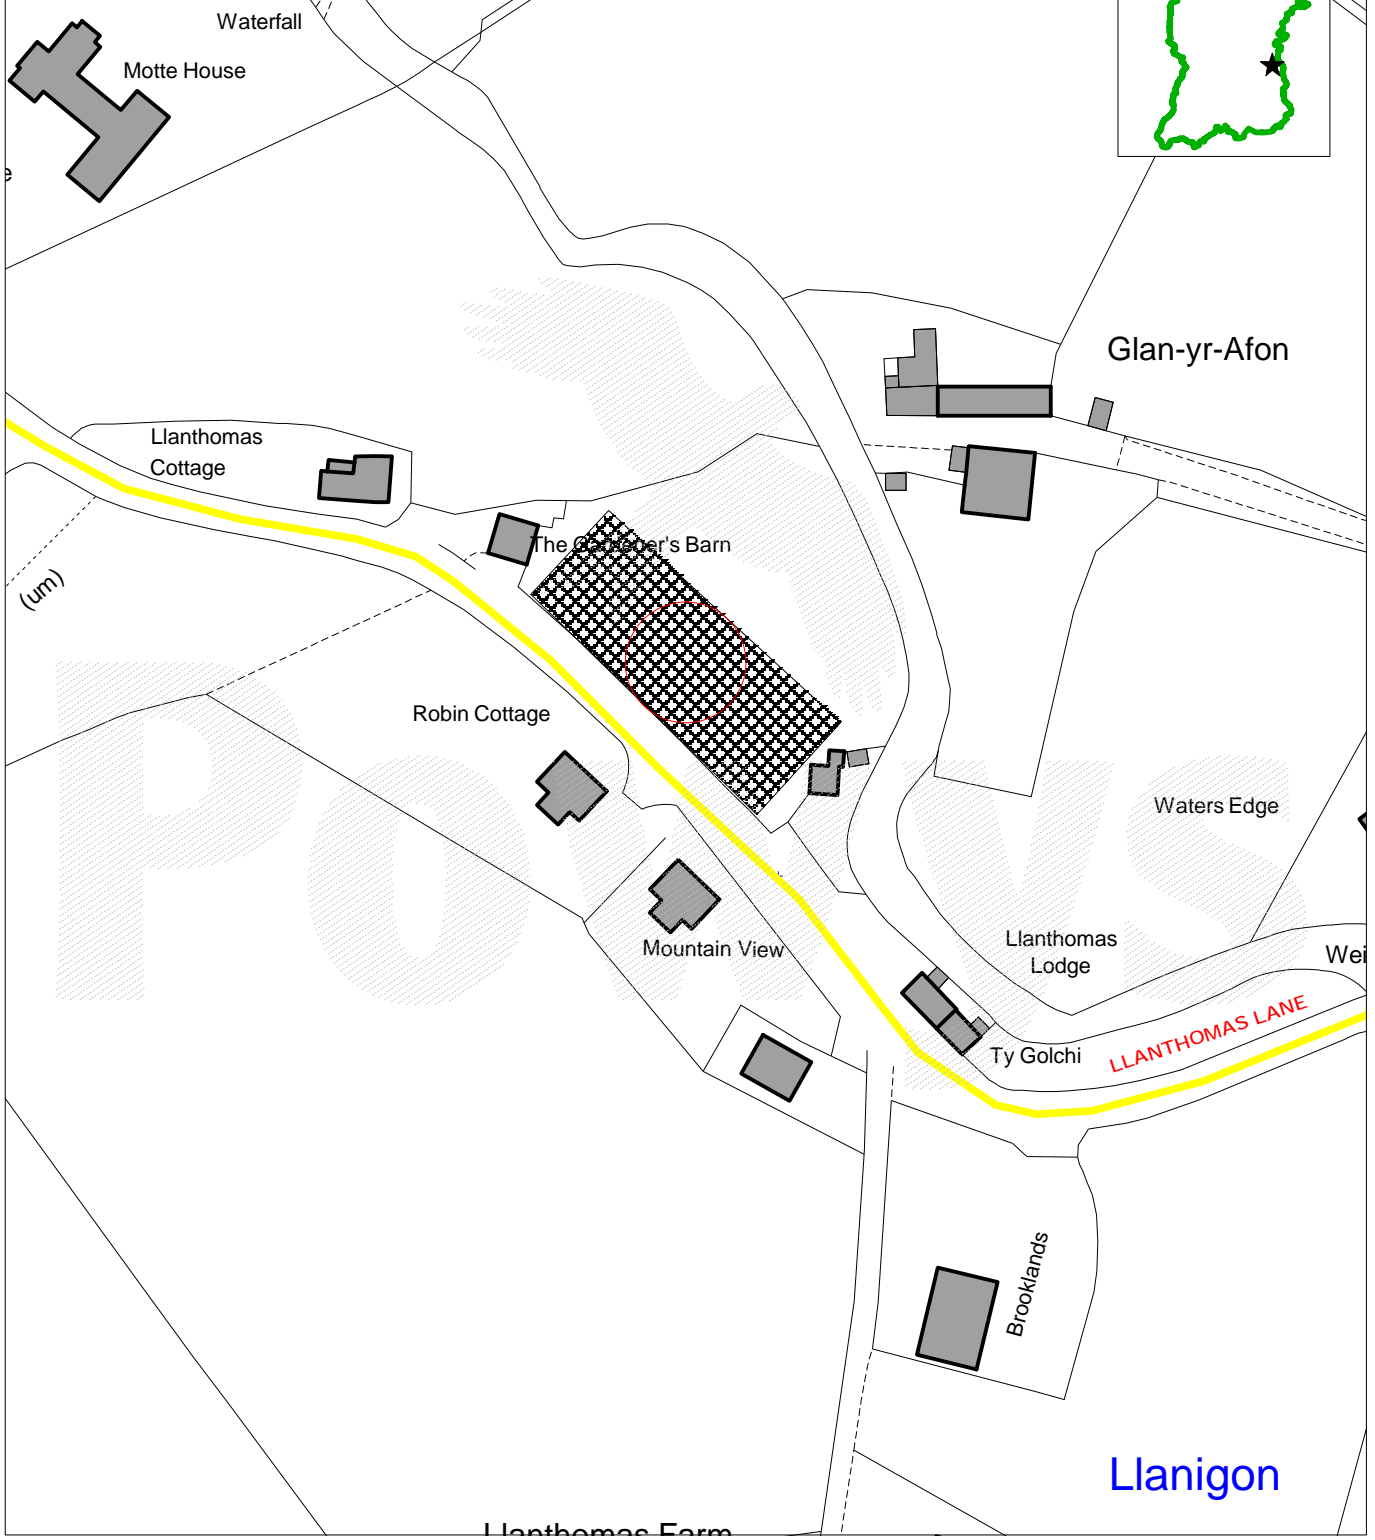 Waterfall
Motte House
e
Glan-yr-Afon
Llanthomas
Cottage
The Gardener's Barn
(um)
Robin Cottage
Waters Edge
Mountain View
Llanthomas
Lodge
Wei
LLANTHOMAS LANE
Ty Golchi
Brooklands
Llanigon
Llanthomas Farm
Powys